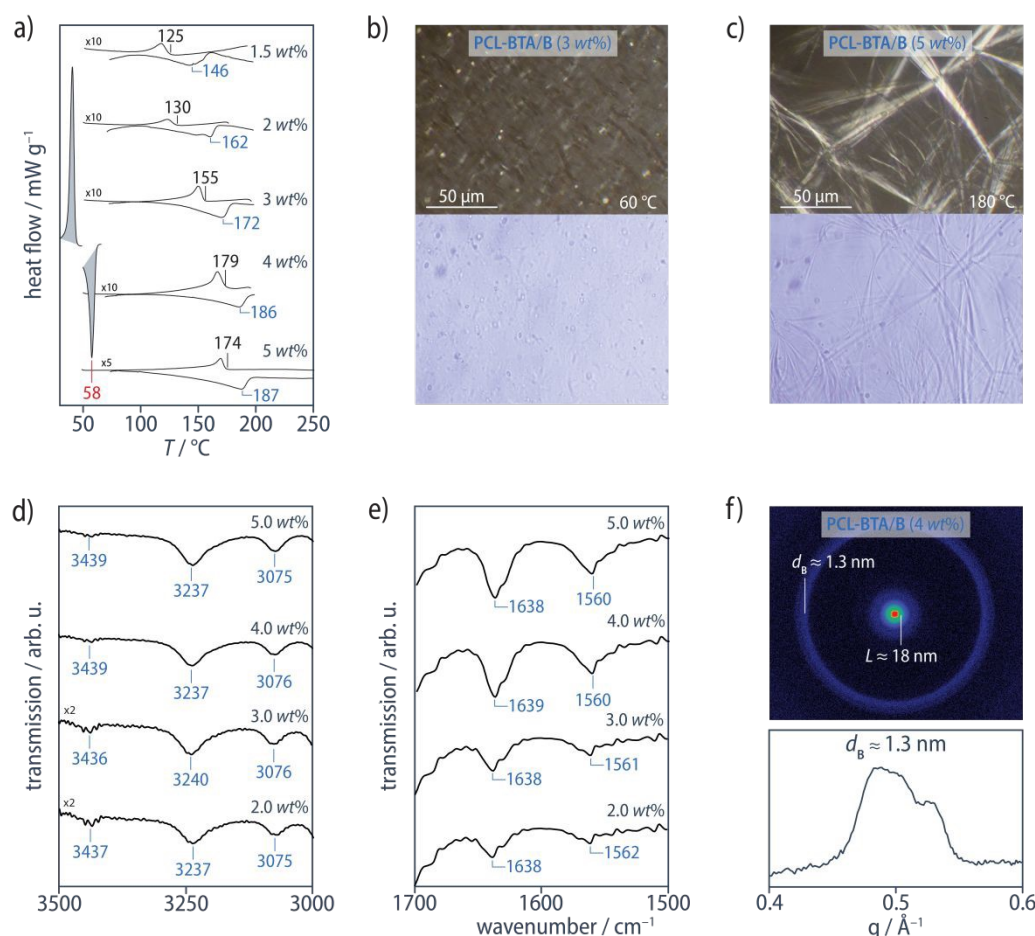 a)
heat flow / mW g⁻¹
x10
125
1.5 wt%
146
x10
130
2 wt%
162
x10
155
3 wt%
172
x10
179
4 wt%
186
x5
174
5 wt%
187
58
50 100 150 200 250
T / °C
b)
PCL-BTA/B (3 wt%)
50 µm
60 °C
c)
PCL-BTA/B (5 wt%)
50 µm
180 °C
d)
transmission / arb. u.
5.0 wt%
3439
3237
3075
4.0 wt%
3439
3237
3076
x2
3.0 wt%
3436
3240
3076
x2
2.0 wt%
3437
3237
3075
3500 3250 3000
e)
transmission / arb. u.
5.0 wt%
1638
1560
4.0 wt%
1639
1560
3.0 wt%
1638
1561
2.0 wt%
1638
1562
1700 1600 1500
wavenumber / cm⁻¹
f)
PCL-BTA/B (4 wt%)
d_B ≈ 1.3 nm
L ≈ 18 nm
d_B ≈ 1.3 nm
0.4 0.5 0.6
q / Å⁻¹